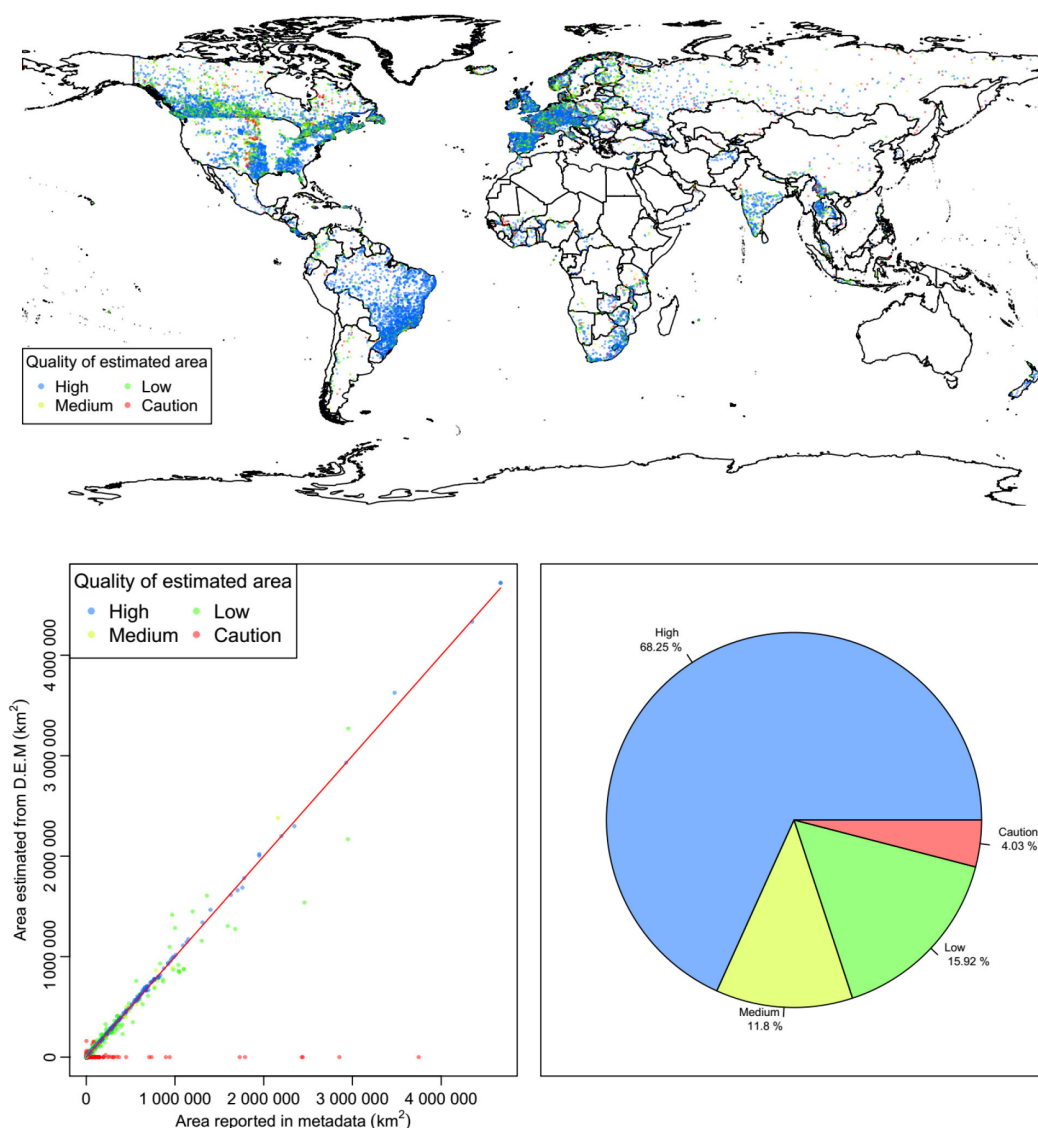 Quality of estimated area
High Low
Medium Caution
Quality of estimated area
High Low
Medium Caution
Area estimated from D.E.M (km²)
0
1 000 000
2 000 000
3 000 000
4 000 000
0 1 000 000 2 000 000 3 000 000 4 000 000
Area reported in metadata (km²)
High
68.25 %
Caution
4.03 %
Low
15.92 %
Medium
11.8 %